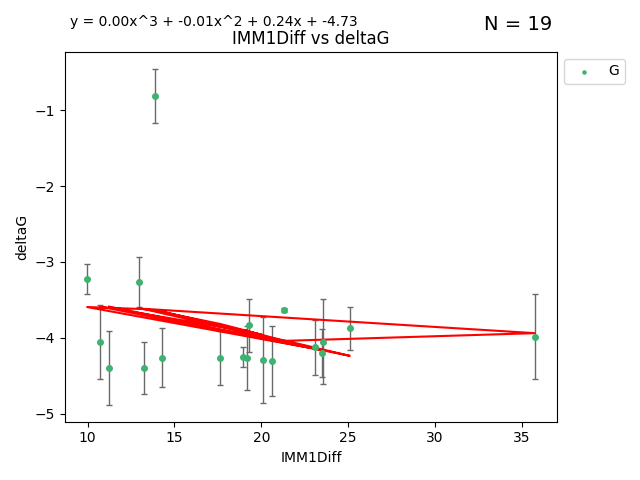 y = 0.00x^3 + -0.01x^2 + 0.24x + -4.73
N = 19
IMM1Diff vs deltaG
G
−1
−2
−3
−4
−5
deltaG
10 15 20 25 30 35
IMM1Diff